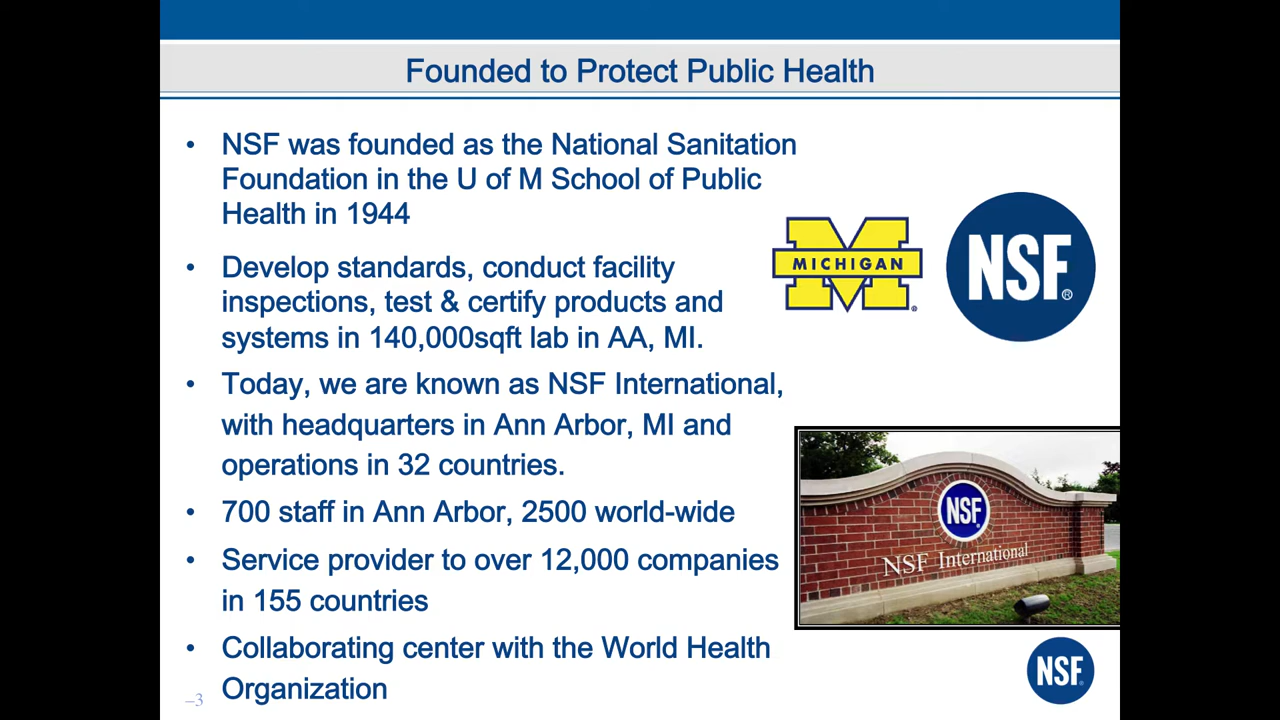 Founded to Protect Public Health
• NSF was founded as the National Sanitation
Foundation in the U of M School of Public
Health in 1944
• Develop standards, conduct facility
inspections, test & certify products and
systems in 140,000sqft lab in AA, MI.
• Today, we are known as NSF International,
with headquarters in Ann Arbor, MI and
operations in 32 countries.
• 700 staff in Ann Arbor, 2500 world-wide
• Service provider to over 12,000 companies
in 155 countries
• Collaborating center with the World Health
Organization
MICHIGAN ®
NSF®
NSF
NSF International
NSF
–3